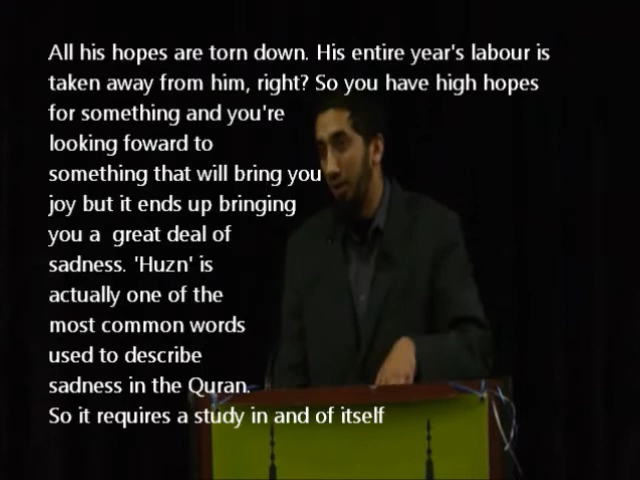 All his hopes are torn down. His entire year's labour is
taken away from him, right? So you have high hopes
for something and you're
looking foward to
something that will bring you
joy but it ends up bringing
you a great deal of
sadness. 'Huzn' is
actually one of the
most common words
used to describe
sadness in the Quran.
So it requires a study in and of itself